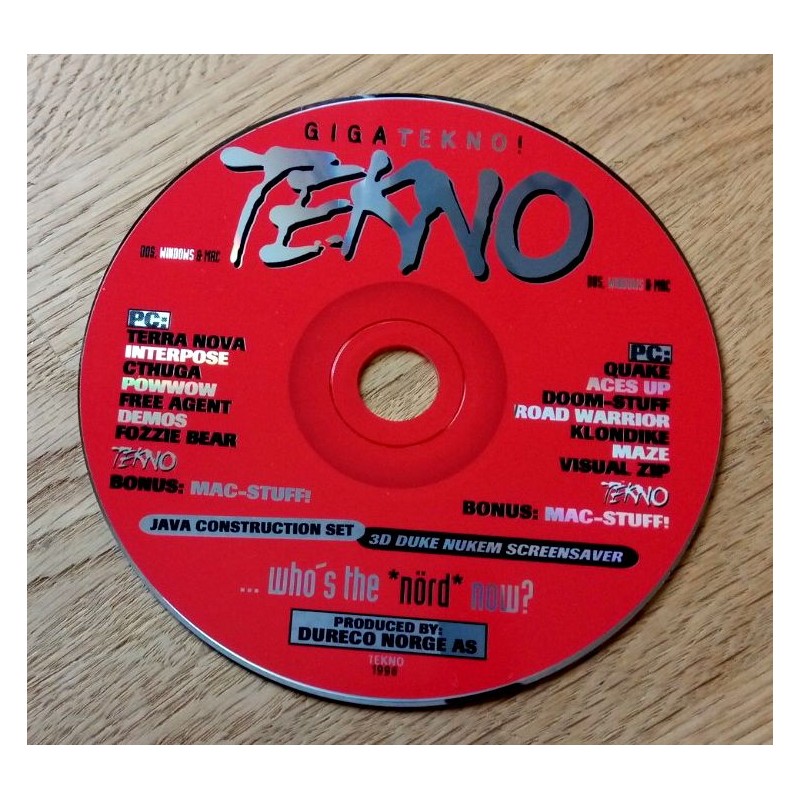 GIGATEKNO!
TEKNO
DOS, WINDOWS & MAC
DOS, WINDOWS & MAC
PC:
TERRA NOVA
INTERPOSE
CTHUGA
POWWOW
FREE AGENT
DEMOS
FOZZIE BEAR
TEKNO
BONUS: MAC-STUFF!
PC:
QUAKE
ACES UP
DOOM-STUFF
ROAD WARRIOR
KLONDIKE
MAZE
VISUAL ZIP
TEKNO
BONUS: MAC-STUFF!
JAVA CONSTRUCTION SET
3D DUKE NUKEM SCREENSAVER
... who´s the *nörd* now?
PRODUCED BY:
DURECO NORGE AS
TEKNO
1996